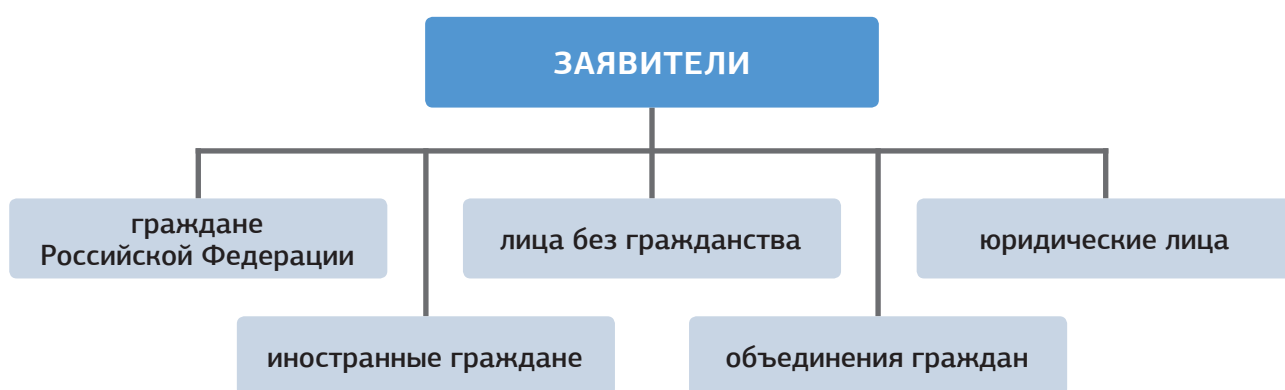 ЗАЯВИТЕЛИ
граждане
Российской Федерации
лица без гражданства
юридические лица
иностранные граждане
объединения граждан